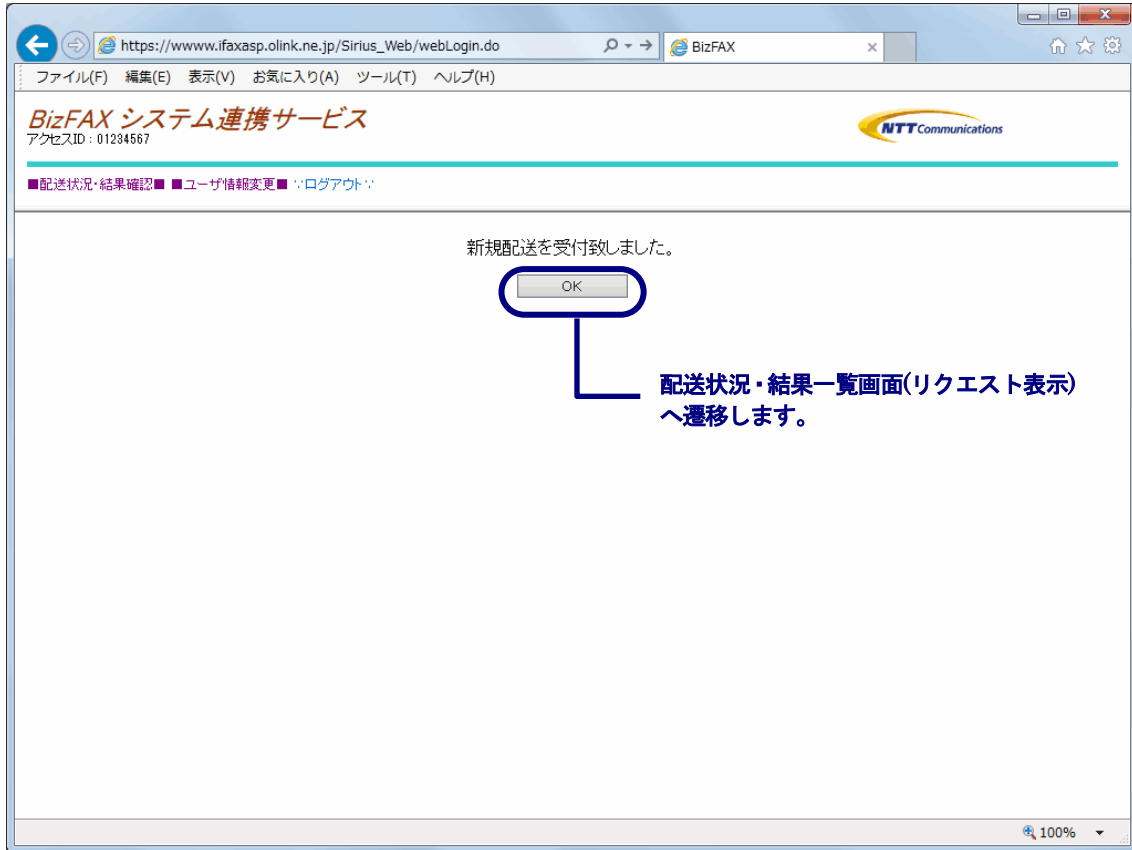 https://wwww.ifaxasp.olink.ne.jp/Sirius_Web/webLogin.do
BizFAX
ファイル(F) 編集(E) 表示(V) お気に入り(A) ツール(T) ヘルプ(H)
BizFAX システム連携サービス
アクセスID：01234567
NTT Communications
■配送状況・結果確認■ ■ユーザ情報変更■ ∵ログアウト∵
新規配送を受付致しました。
OK
配送状況・結果一覧画面(リクエスト表示)
へ遷移します。
100%